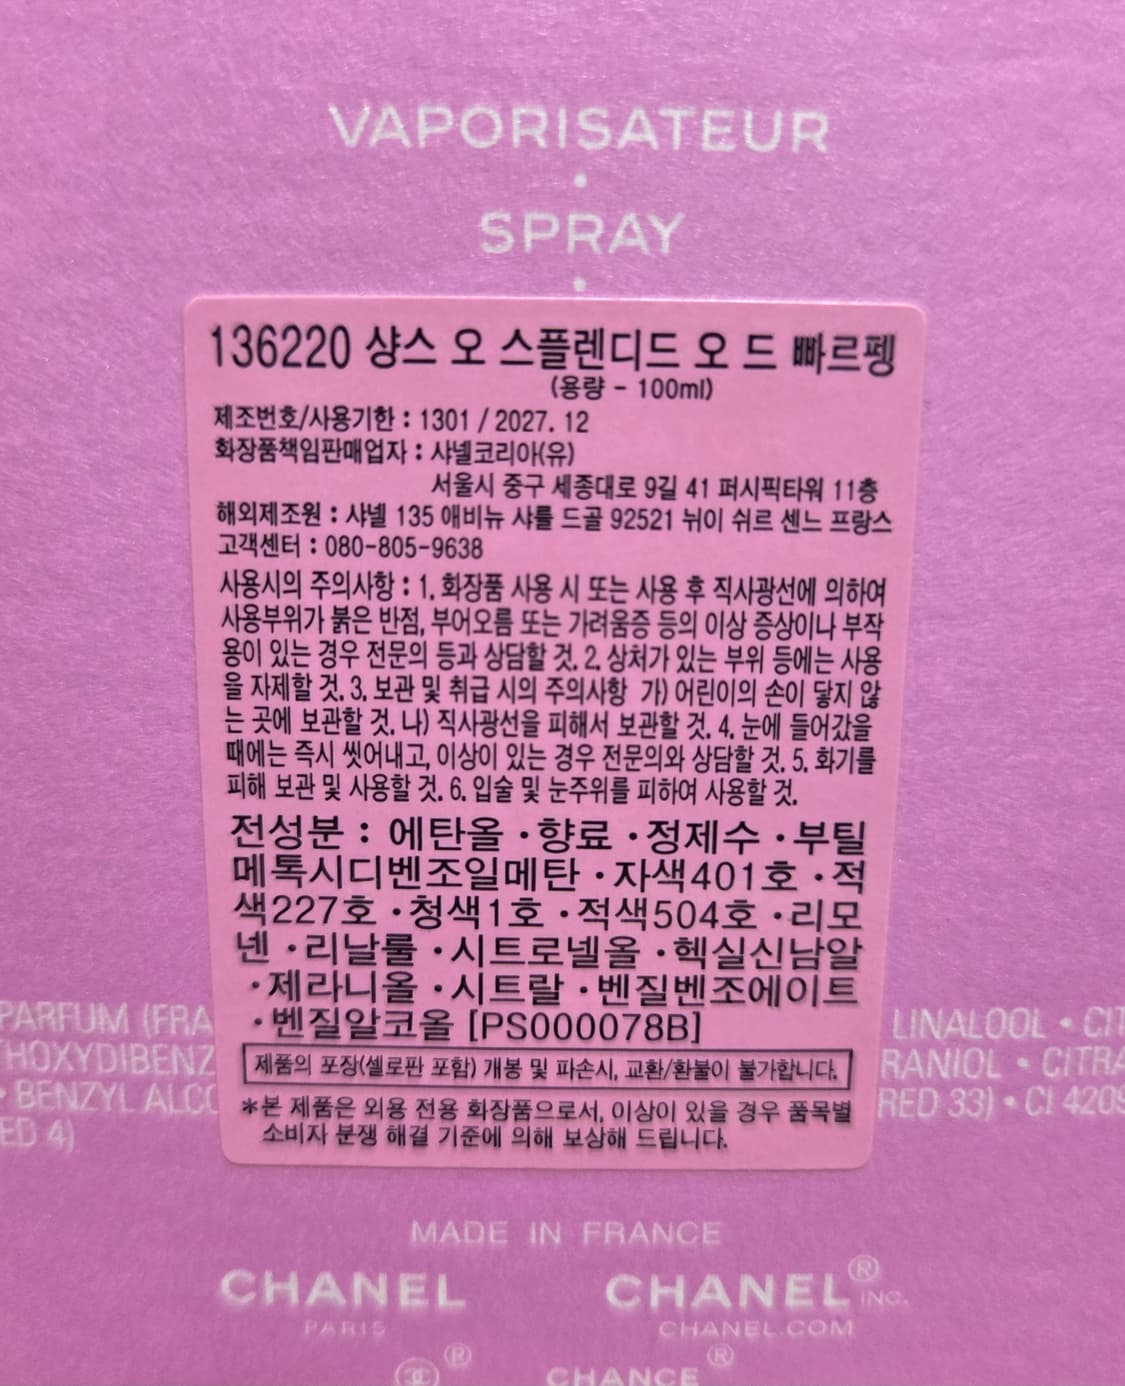 VAPORISATEUR
SPRAY
136220 샹스 오 스플렌디드 오 드 빠르펭
(용량 - 100ml)
제조번호/사용기한 : 1301 / 2027. 12
화장품책임판매업자 : 샤넬코리아(유)
서울시 중구 세종대로 9길 41 퍼시픽타워 11층
해외제조원 : 샤넬 135 애비뉴 샤를 드골 92521 뉘이 쉬르 센느 프랑스
고객센터 : 080-805-9638
사용시의 주의사항 : 1. 화장품 사용 시 또는 사용 후 직사광선에 의하여
사용부위가 붉은 반점, 부어오름 또는 가려움증 등의 이상 증상이나 부작
용이 있는 경우 전문의 등과 상담할 것. 2. 상처가 있는 부위 등에는 사용
을 자제할 것. 3. 보관 및 취급 시의 주의사항 가) 어린이의 손이 닿지 않
는 곳에 보관할 것. 나) 직사광선을 피해서 보관할 것. 4. 눈에 들어갔을
때에는 즉시 씻어내고, 이상이 있는 경우 전문의와 상담할 것. 5. 화기를
피해 보관 및 사용할 것. 6. 입술 및 눈주위를 피하여 사용할 것.
전성분 : 에탄올 · 향료 · 정제수 · 부틸
메톡시디벤조일메탄 · 자색401호 · 적
색227호 · 청색1호 · 적색504호 · 리모
넨 · 리날룰 · 시트로넬올 · 헥실신남알
· 제라니올 · 시트랄 · 벤질벤조에이트
· 벤질알코올 [PS000078B]
제품의 포장(셀로판 포함) 개봉 및 파손시, 교환/환불이 불가합니다.
*본 제품은 외용 전용 화장품으로서, 이상이 있을 경우 품목별
소비자 분쟁 해결 기준에 의해 보상해 드립니다.
PARFUM (FRA LINALOOL • CIT
THOXYDIBENZ RANIOL • CITRA
• BENZYL ALCO RED 33) • CI 4209
ED 4)
MADE IN FRANCE
CHANEL CHANEL® INC.
PARIS CHANEL.COM
® CHANCE ®